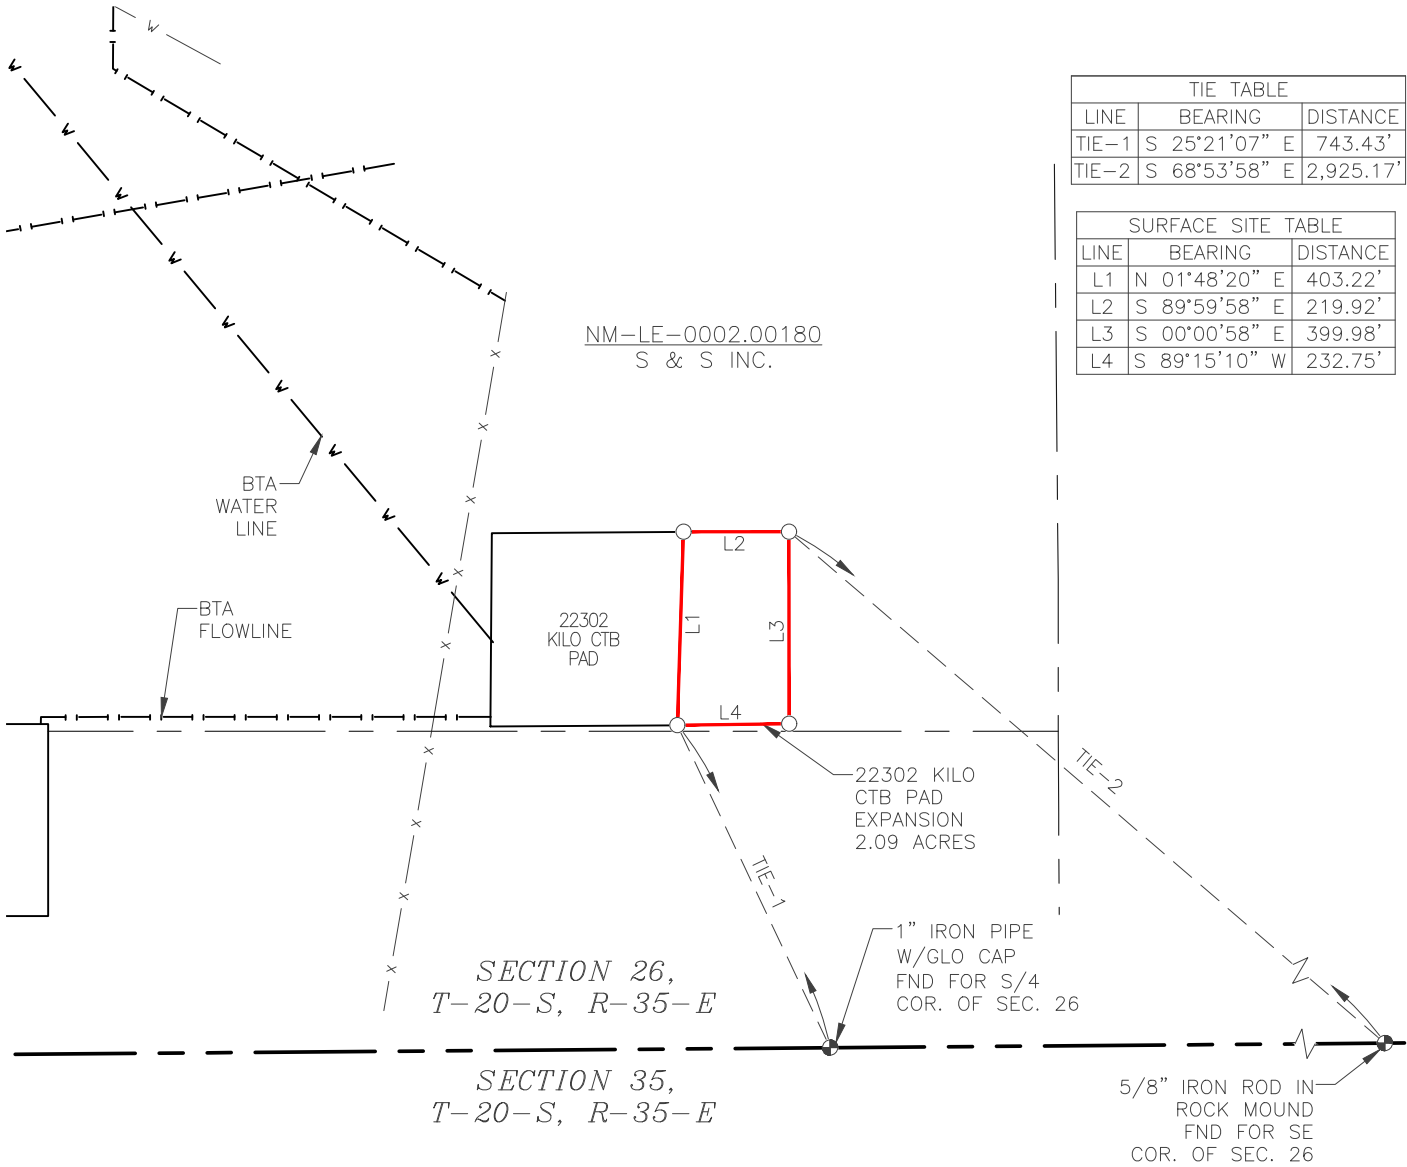 W
TIE TABLE
LINE BEARING DISTANCE
TIE-1 S 25°21'07" E 743.43'
TIE-2 S 68°53'58" E 2,925.17'
SURFACE SITE TABLE
LINE BEARING DISTANCE
L1 N 01°48'20" E 403.22'
L2 S 89°59'58" E 219.92'
L3 S 00°00'58" E 399.98'
L4 S 89°15'10" W 232.75'
W
W
W
W
W
W
W
W
W
NM-LE-0002.00180
S & S INC.
x
x
x
x
x
x
x
x
x
BTA
WATER
LINE
BTA
FLOWLINE
22302
KILO CTB
PAD
L2
L1
L3
L4
22302 KILO
CTB PAD
EXPANSION
2.09 ACRES
TIE-2
TIE-1
1" IRON PIPE
W/GLO CAP
FND FOR S/4
COR. OF SEC. 26
SECTION 26,
T-20-S, R-35-E
SECTION 35,
T-20-S, R-35-E
5/8" IRON ROD IN
ROCK MOUND
FND FOR SE
COR. OF SEC. 26